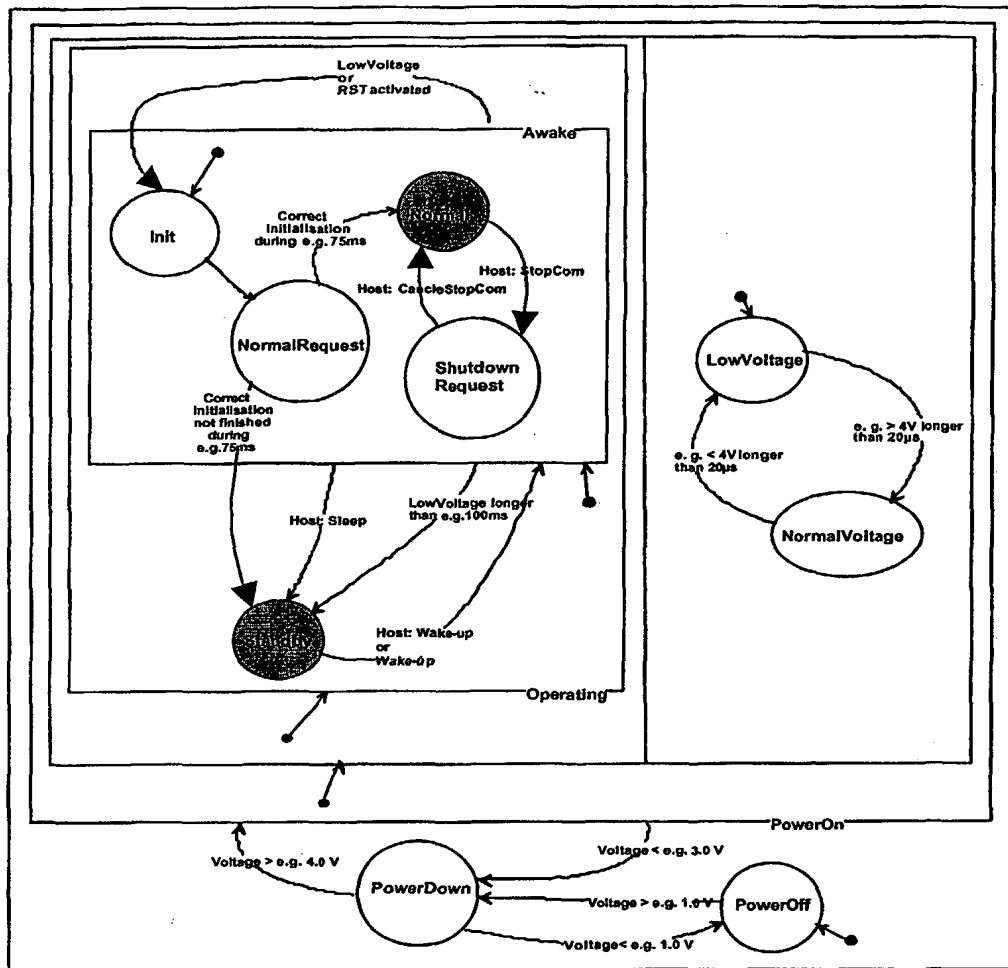 LowVoltage
or
RST activated
Awake
Init
Correct
Initialisation
during e.g. 75ms
Normal
Host: StopCom
Host: CancleStopCom
NormalRequest
Shutdown
Request
Correct
Initialisation
not finished
during
e.g.75ms
Host: Sleep
LowVoltage longer
than e.g.100ms
Standby
Host: Wake-up
or
Wake-up
Operating
LowVoltage
e. g. > 4V longer
than 20µs
e. g. < 4V longer
than 20µs
NormalVoltage
PowerOn
Voltage > e.g. 4.0 V
Voltage < e.g. 3.0 V
PowerDown
Voltage > e.g. 1.0 V
PowerOff
Voltage< e.g. 1.0 V